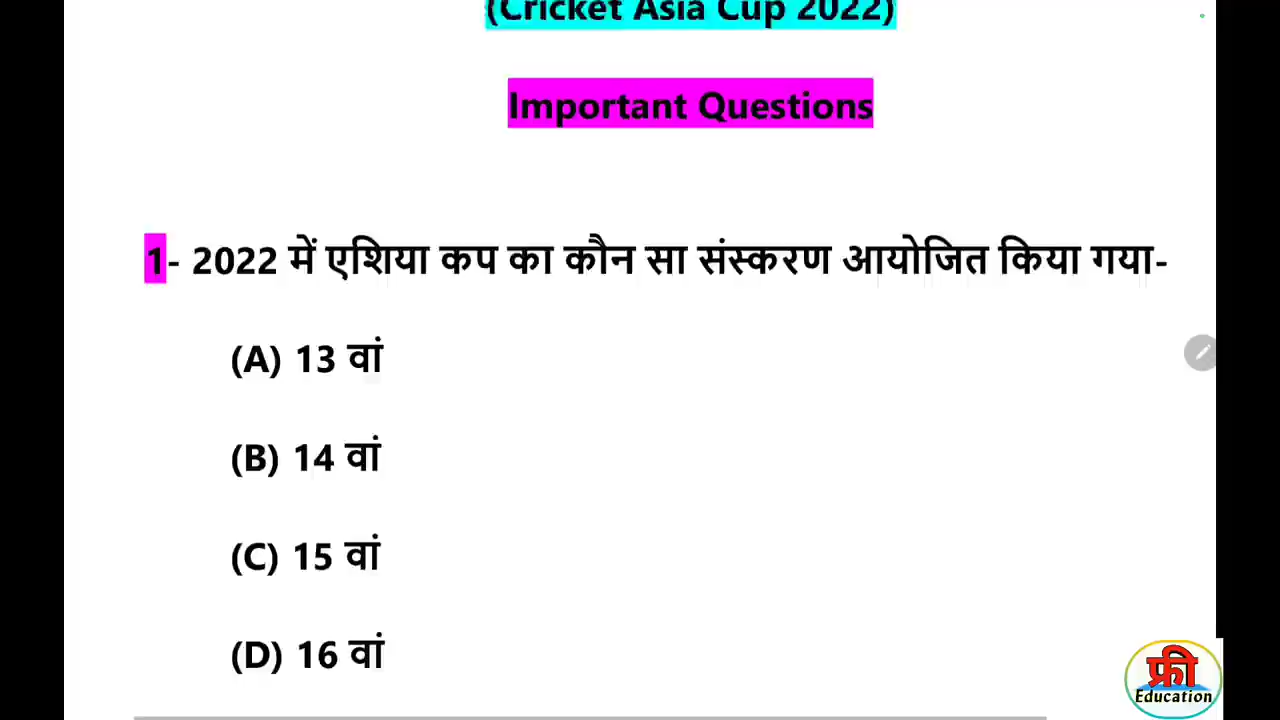 (Cricket Asia Cup 2022)
Important Questions
1- 2022 में एशिया कप का कौन सा संस्करण आयोजित किया गया-
(A) 13 वां
(B) 14 वां
(C) 15 वां
(D) 16 वां
फ्री
Education